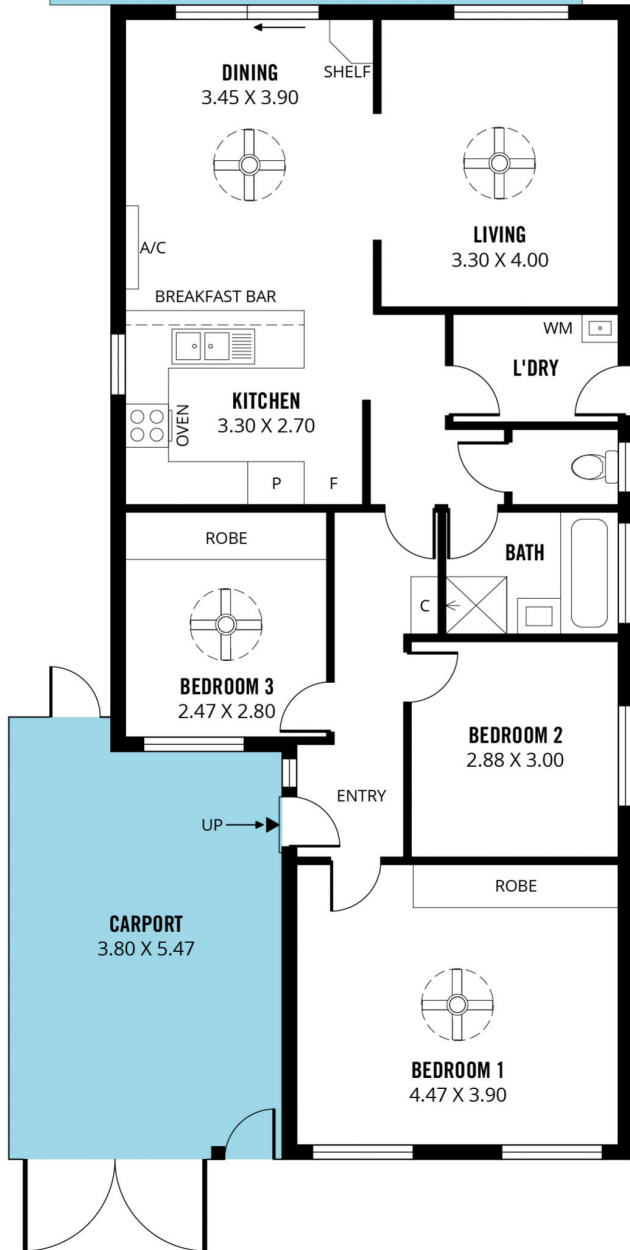 DINING
3.45 X 3.90
SHELF
LIVING
3.30 X 4.00
A/C
BREAKFAST BAR
WM
L'DRY
KITCHEN
3.30 X 2.70
OVEN
P
F
ROBE
BATH
C
BEDROOM 3
2.47 X 2.80
BEDROOM 2
2.88 X 3.00
ENTRY
UP
ROBE
CARPORT
3.80 X 5.47
BEDROOM 1
4.47 X 3.90